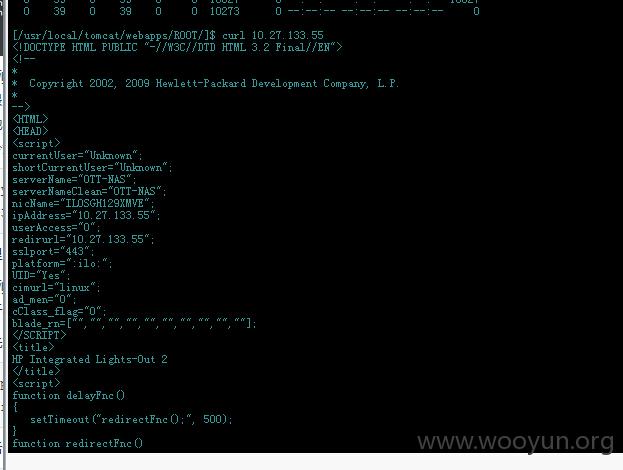 0 39 0 39 0 0 10273 0 --:--:-- --:--:-- --:--:-- 0
[/usr/local/tomcat/webapps/ROOT/]$ curl 10.27.133.55
<!DOCTYPE HTML PUBLIC "-//W3C//DTD HTML 3.2 Final//EN">
<!--
*
*  Copyright 2002, 2009 Hewlett-Packard Development Company, L.P.
*
-->
<HTML>
<HEAD>
<script>
currentUser="Unknown";
shortCurrentUser="Unknown";
serverName="OTT-NAS";
serverNameClean="OTT-NAS";
nicName="ILOSGH129XMVE";
ipAddress="10.27.133.55";
userAccess="0";
redirurl="10.27.133.55";
sslport="443";
platform=":ilo:";
UID="Yes";
cimurl="linux";
ad_men="0";
cClass_flag="0";
blade_rn=["","","","","","","","","",""];
</SCRIPT>
<title>
HP Integrated Lights-Out 2
</title>
<script>
function delayFnc()
{
setTimeout("redirectFnc();", 500);
}
function redirectFnc()
www.wooyun.org